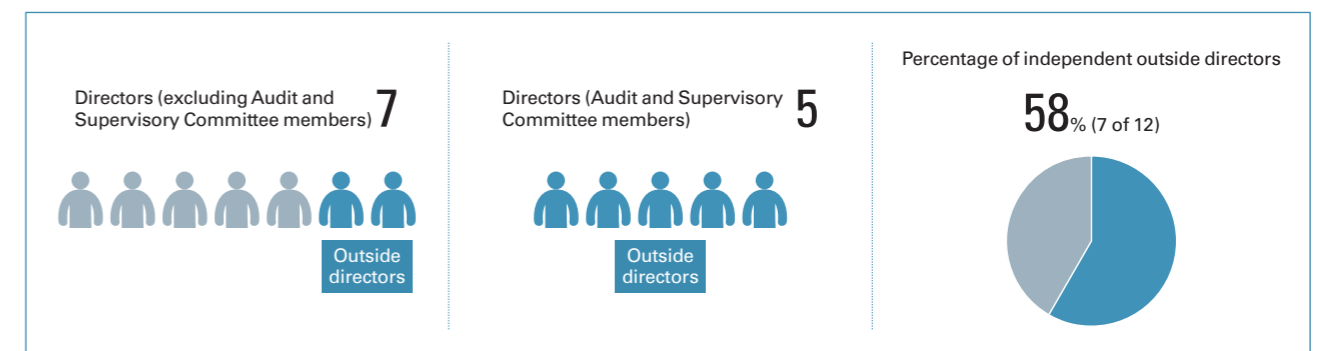 Directors (excluding Audit and
Supervisory Committee members) 7
Outside
directors
Directors (Audit and Supervisory
Committee members) 5
Outside
directors
Percentage of independent outside directors
58% (7 of 12)